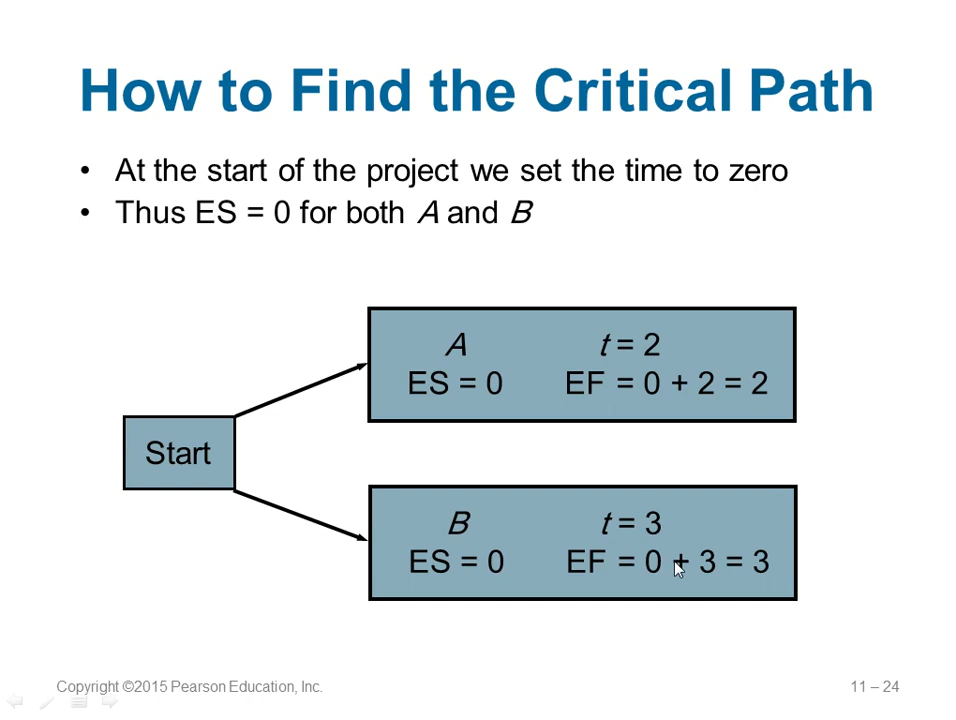 How to Find the Critical Path
• At the start of the project we set the time to zero
• Thus ES = 0 for both A and B
A t = 2
ES = 0 EF = 0 + 2 = 2
Start
B t = 3
ES = 0 EF = 0 + 3 = 3
Copyright ©2015 Pearson Education, Inc.
11 – 24